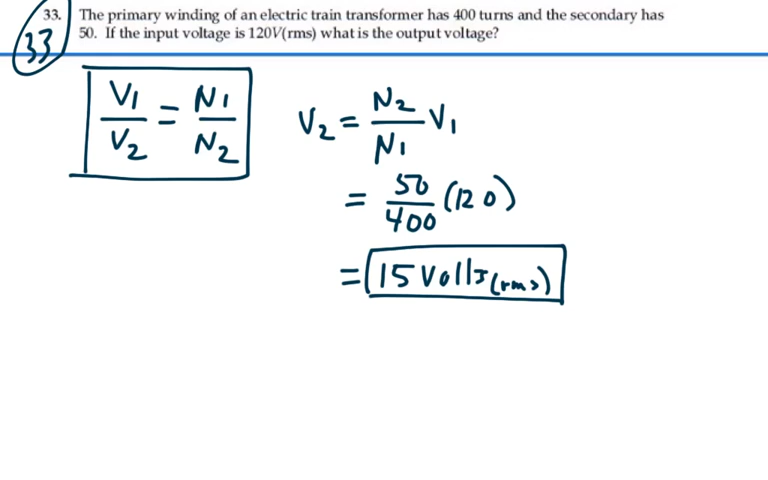 33. The primary winding of an electric train transformer has 400 turns and the secondary has
50. If the input voltage is 120V(rms) what is the output voltage?
33
V1/V2 = N1/N2
V2 = N2/N1 V1
= 50/400 (120)
= 15 Volts (rms)